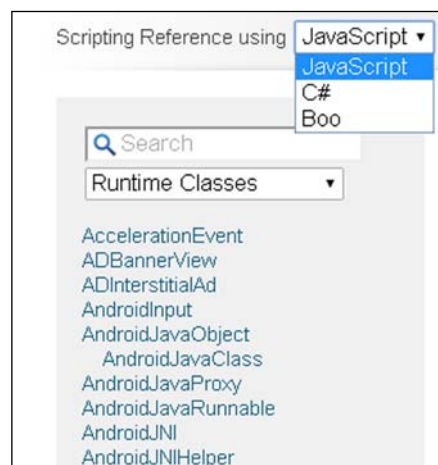 Scripting Reference using JavaScript
JavaScript
C#
Boo
Search
Runtime Classes
AccelerationEvent
ADBannerView
ADInterstitialAd
AndroidInput
AndroidJavaObject
AndroidJavaClass
AndroidJavaProxy
AndroidJavaRunnable
AndroidJNI
AndroidJNIHelper